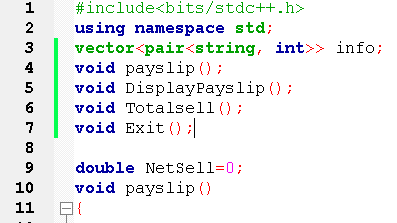 1 #include<bits/stdc++.h>
2 using namespace std;
3 vector<pair<string, int>> info;
4 void payslip();
5 void DisplayPayslip();
6 void Totalsell();
7 void Exit();
8
9 double NetSell=0;
10 void payslip()
11 {